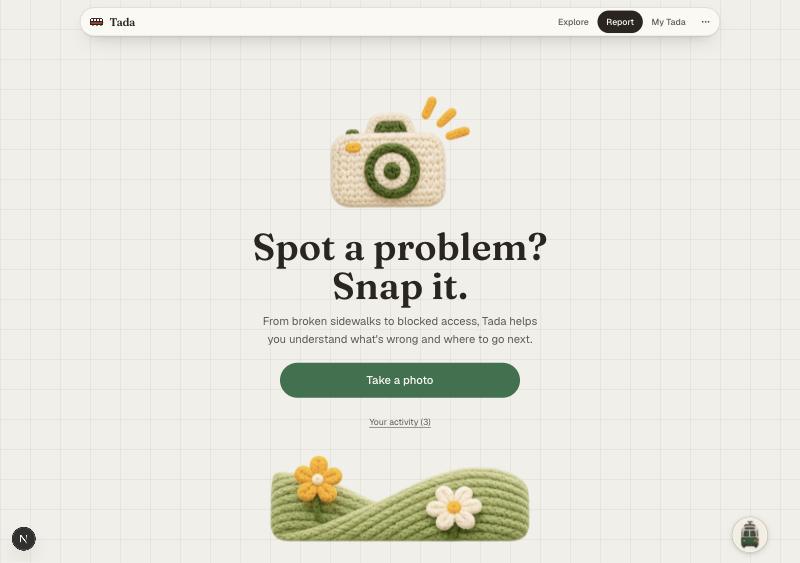 Tada
Explore
Report
My Tada
Spot a problem?
Snap it.
From broken sidewalks to blocked access, Tada helps
you understand what's wrong and where to go next.
Take a photo
Your activity (3)
N